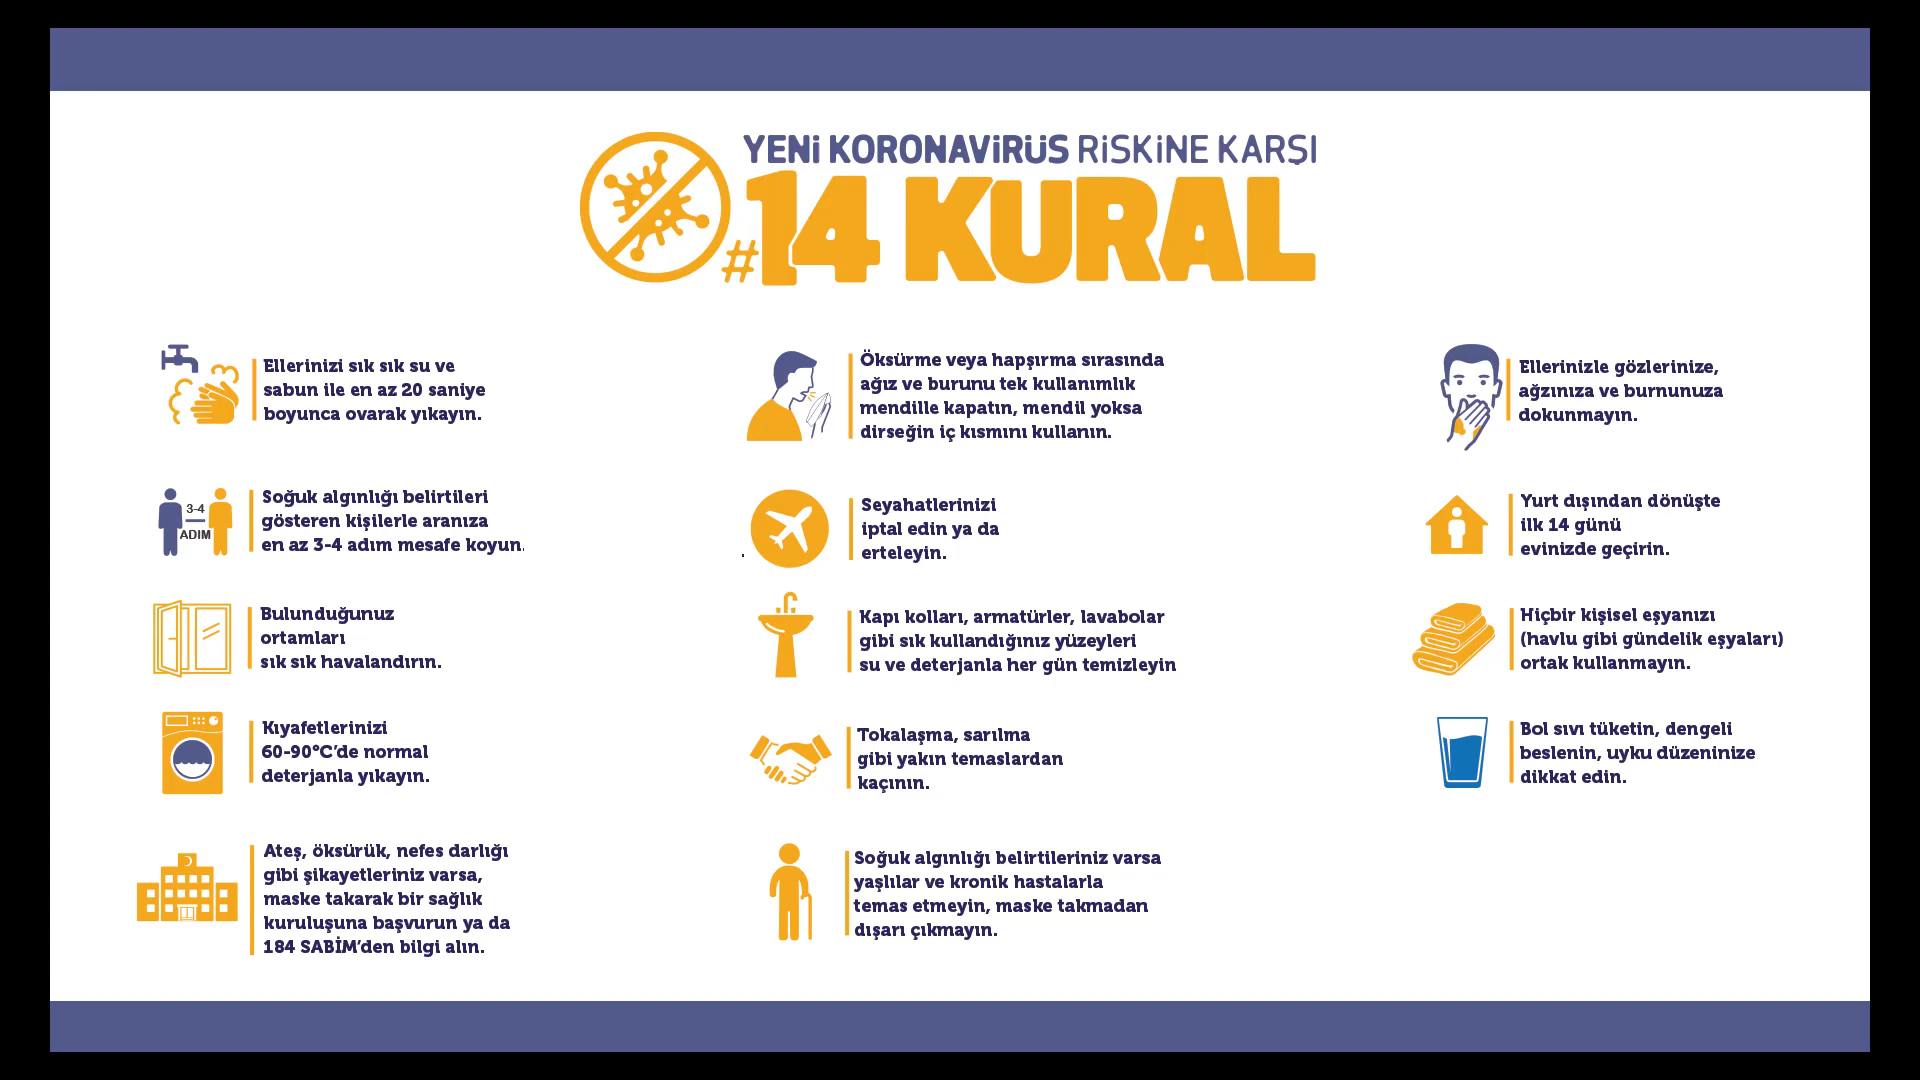 YENİ KORONAVİRÜS RİSKİNE KARŞI
#14 KURAL
Ellerinizi sık sık su ve
sabun ile en az 20 saniye
boyunca ovarak yıkayın.
Öksürme veya hapşırma sırasında
ağız ve burunu tek kullanımlık
mendille kapatın, mendil yoksa
dirseğin iç kısmını kullanın.
Ellerinizle gözlerinize,
ağzınıza ve burnunuza
dokunmayın.
3-4
ADIM
Soğuk algınlığı belirtileri
gösteren kişilerle aranıza
en az 3-4 adım mesafe koyun.
Seyahatlerinizi
iptal edin ya da
erteleyin.
Yurt dışından dönüşte
ilk 14 günü
evinizde geçirin.
Bulunduğunuz
ortamları
sık sık havalandırın.
Kapı kolları, armatürler, lavabolar
gibi sık kullandığınız yüzeyleri
su ve deterjanla her gün temizleyin
Hiçbir kişisel eşyanızı
(havlu gibi gündelik eşyaları)
ortak kullanmayın.
Kıyafetlerinizi
60-90°C'de normal
deterjanla yıkayın.
Tokalaşma, sarılma
gibi yakın temaslardan
kaçının.
Bol sıvı tüketin, dengeli
beslenin, uyku düzeninize
dikkat edin.
Ateş, öksürük, nefes darlığı
gibi şikayetleriniz varsa,
maske takarak bir sağlık
kuruluşuna başvurun ya da
184 SABİM'den bilgi alın.
Soğuk algınlığı belirtileriniz varsa
yaşlılar ve kronik hastalarla
temas etmeyin, maske takmadan
dışarı çıkmayın.